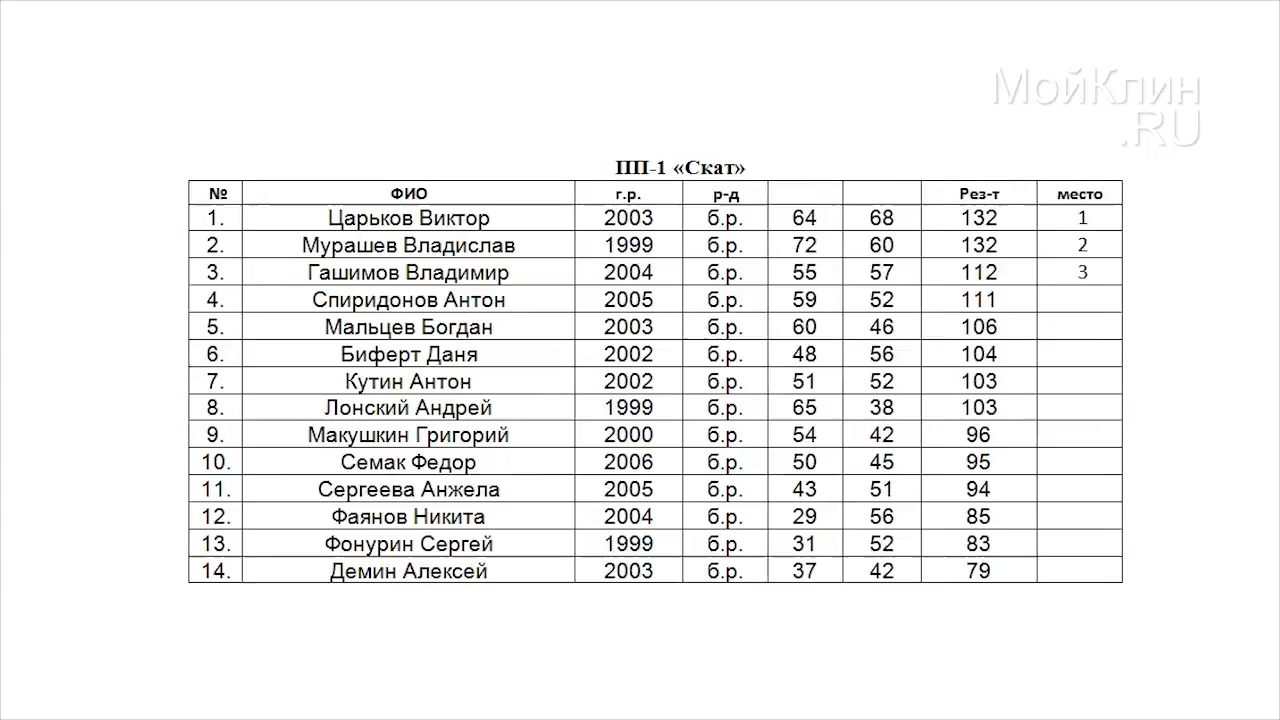 МойКлин
.RU
ПП-1 «Скат»
№ ФИО г.р. р-д Рез-т место
1. Царьков Виктор 2003 б.р. 64 68 132 1
2. Мурашев Владислав 1999 б.р. 72 60 132 2
3. Гашимов Владимир 2004 б.р. 55 57 112 3
4. Спиридонов Антон 2005 б.р. 59 52 111
5. Мальцев Богдан 2003 б.р. 60 46 106
6. Биферт Даня 2002 б.р. 48 56 104
7. Кутин Антон 2002 б.р. 51 52 103
8. Лонский Андрей 1999 б.р. 65 38 103
9. Макушкин Григорий 2000 б.р. 54 42 96
10. Семак Федор 2006 б.р. 50 45 95
11. Сергеева Анжела 2005 б.р. 43 51 94
12. Фаянов Никита 2004 б.р. 29 56 85
13. Фонурин Сергей 1999 б.р. 31 52 83
14. Демин Алексей 2003 б.р. 37 42 79